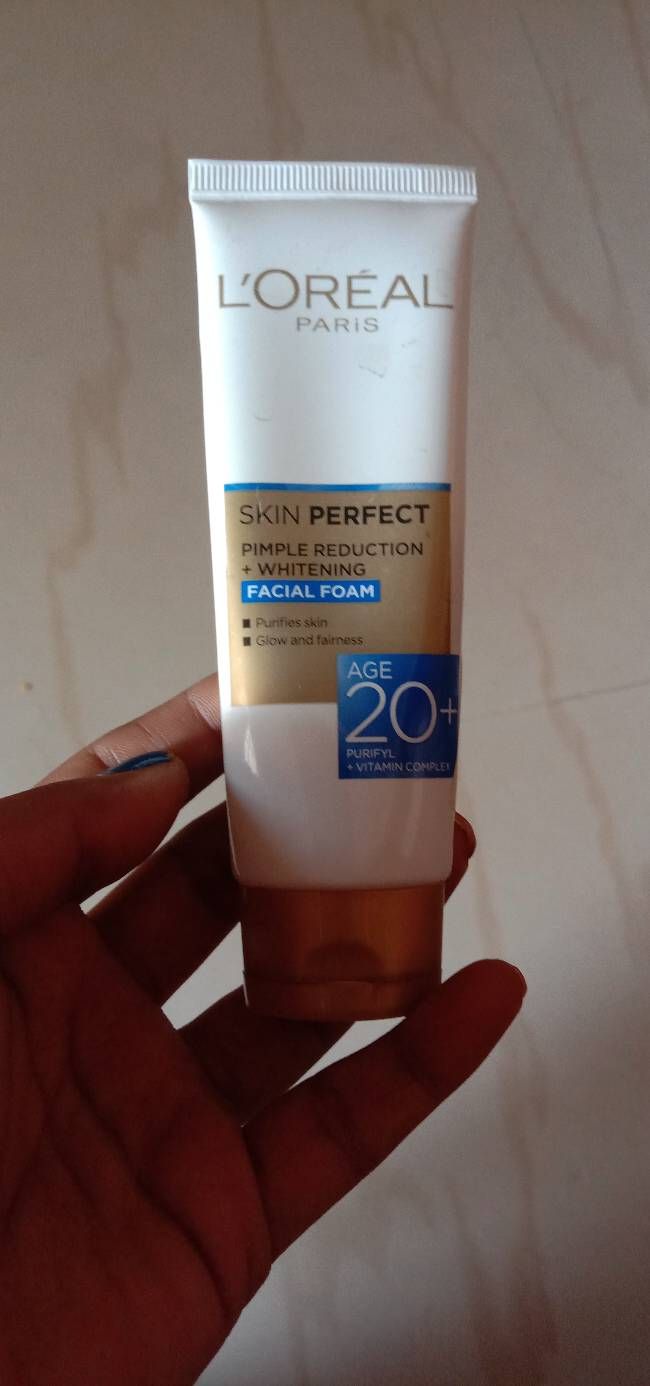 L'ORÉAL
PARIS
SKIN PERFECT
PIMPLE REDUCTION
+ WHITENING
FACIAL FOAM
■ Purifies skin
■ Glow and fairness
AGE
20+
PURIFYL
+ VITAMIN COMPLEX